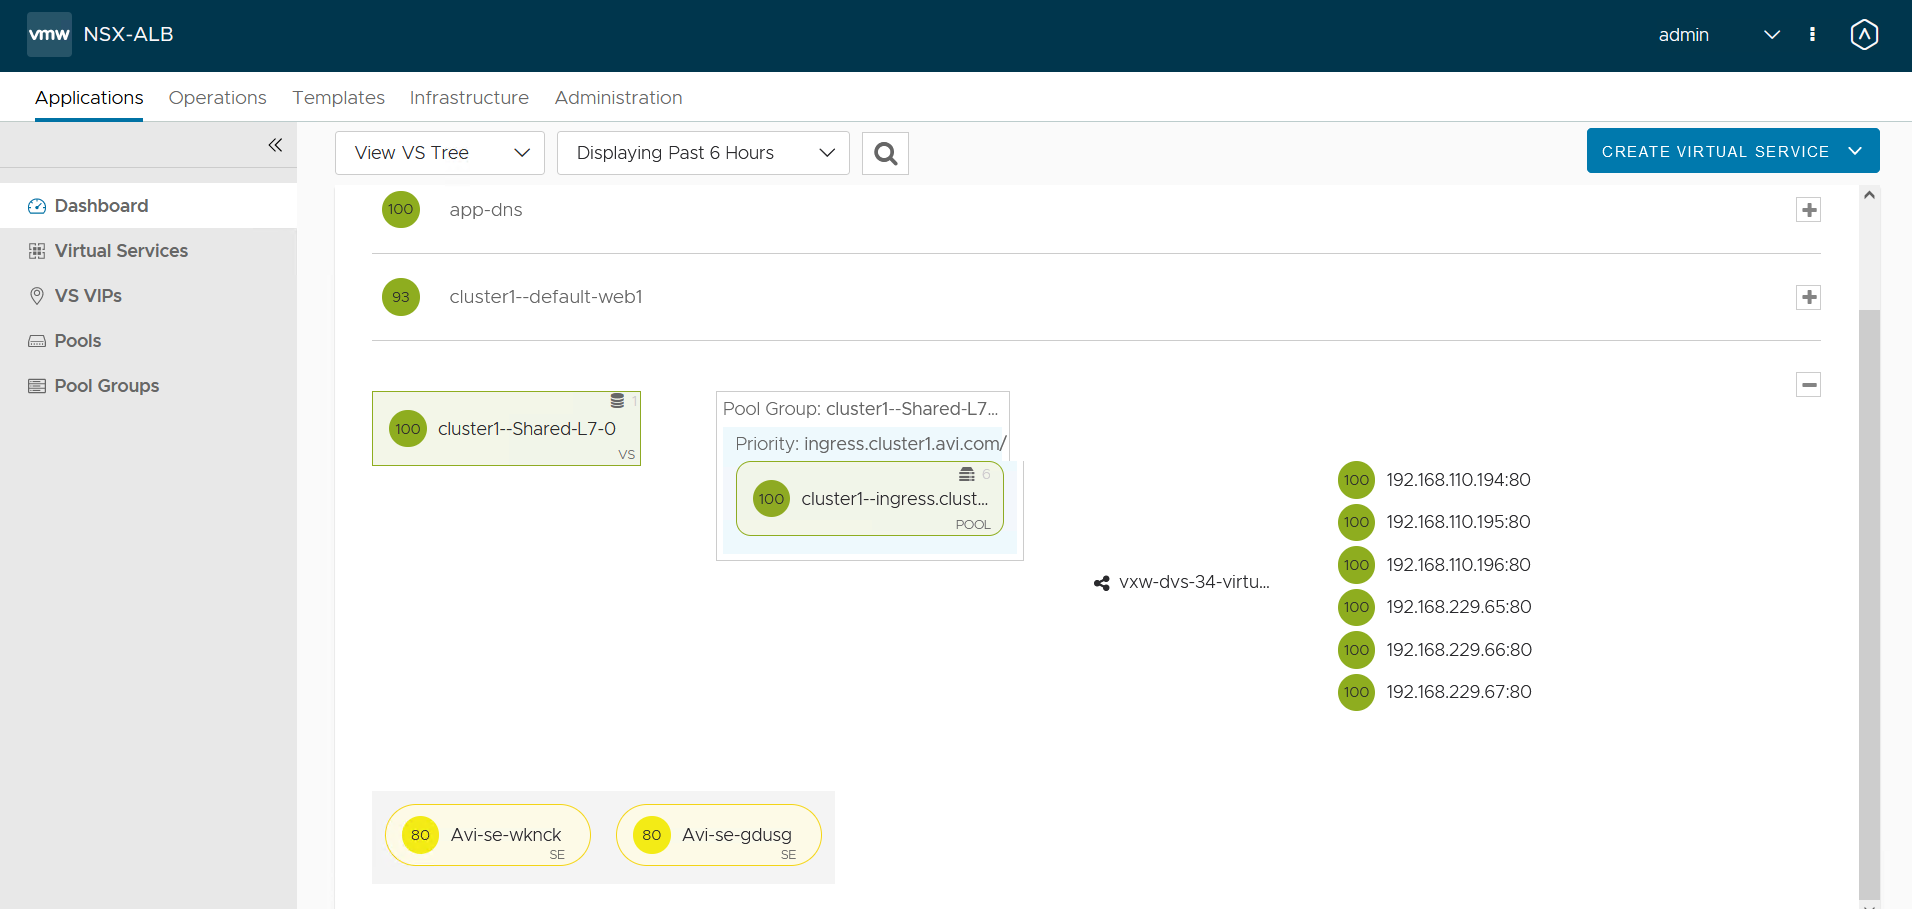 vmw NSX-ALB
admin
Applications Operations Templates Infrastructure Administration
View VS Tree
Displaying Past 6 Hours
CREATE VIRTUAL SERVICE
Dashboard
Virtual Services
VS VIPs
Pools
Pool Groups
100 app-dns
93 cluster1--default-web1
1
100 cluster1--Shared-L7-0
VS
Pool Group: cluster1--Shared-L7...
Priority: ingress.cluster1.avi.com/
6
100 cluster1--ingress.clust...
POOL
vxw-dvs-34-virtu...
100 192.168.110.194:80
100 192.168.110.195:80
100 192.168.110.196:80
100 192.168.229.65:80
100 192.168.229.66:80
100 192.168.229.67:80
80 Avi-se-wknck
SE
80 Avi-se-gdusg
SE